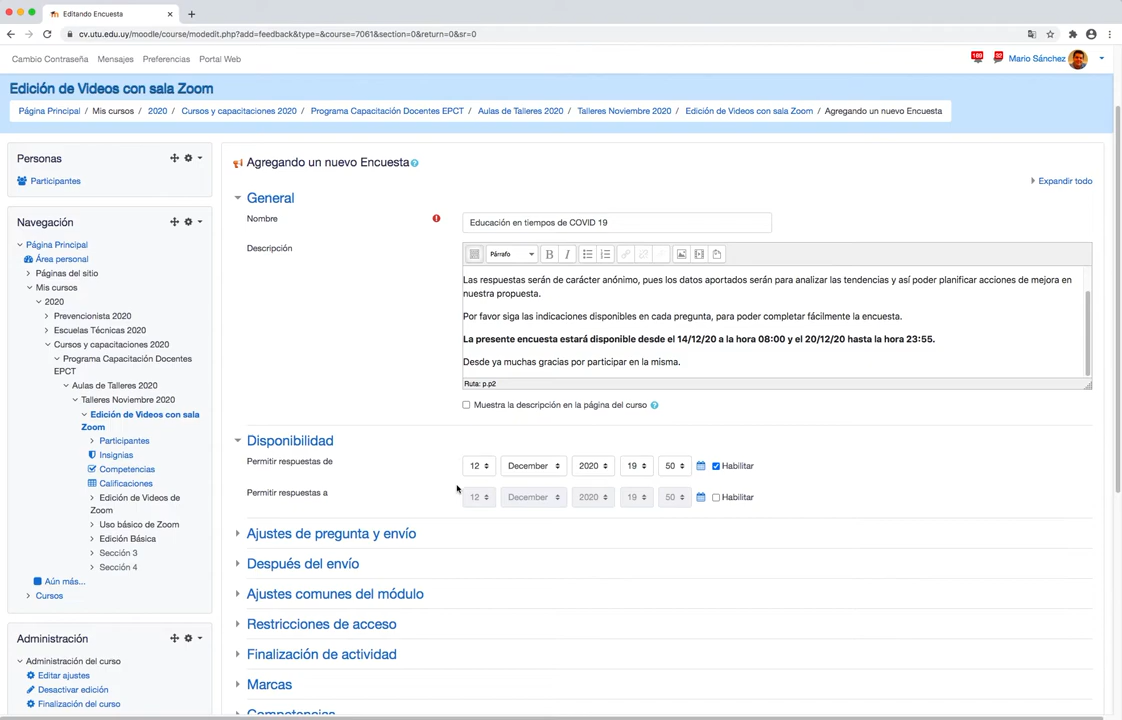 Editando Encuesta
cv.utu.edu.uy/moodle/course/modedit.php?add=feedback&type=&course=7061&section=0&return=0&sr=0
Cambio Contraseña Mensajes Preferencias Portal Web
Mario Sánchez
Edición de Videos con sala Zoom
Página Principal / Mis cursos / 2020 / Cursos y capacitaciones 2020 / Programa Capacitación Docentes EPCT / Aulas de Talleres 2020 / Talleres Noviembre 2020 / Edición de Videos con sala Zoom / Agregando un nuevo Encuesta
Personas
Participantes
Navegación
Página Principal
Área personal
Páginas del sitio
Mis cursos
2020
Prevencionista 2020
Escuelas Técnicas 2020
Cursos y capacitaciones 2020
Programa Capacitación Docentes
EPCT
Aulas de Talleres 2020
Talleres Noviembre 2020
Edición de Videos con sala
Zoom
Participantes
Insignias
Competencias
Calificaciones
Edición de Videos de
Zoom
Uso básico de Zoom
Edición Básica
Sección 3
Sección 4
Aún más...
Cursos
Administración
Administración del curso
Editar ajustes
Desactivar edición
Finalización del curso
Agregando un nuevo Encuesta
Expandir todo
General
Nombre
Educación en tiempos de COVID 19
Descripción
Párrafo B I
Las respuestas serán de carácter anónimo, pues los datos aportados serán para analizar las tendencias y así poder planificar acciones de mejora en
nuestra propuesta.
Por favor siga las indicaciones disponibles en cada pregunta, para poder completar fácilmente la encuesta.
La presente encuesta estará disponible desde el 14/12/20 a la hora 08:00 y el 20/12/20 hasta la hora 23:55.
Desde ya muchas gracias por participar en la misma.
Ruta: p.p2
Muestra la descripción en la página del curso
Disponibilidad
Permitir respuestas de
12 December 2020 19 50 Habilitar
Permitir respuestas a
12 December 2020 19 50 Habilitar
Ajustes de pregunta y envío
Después del envío
Ajustes comunes del módulo
Restricciones de acceso
Finalización de actividad
Marcas
Competencias